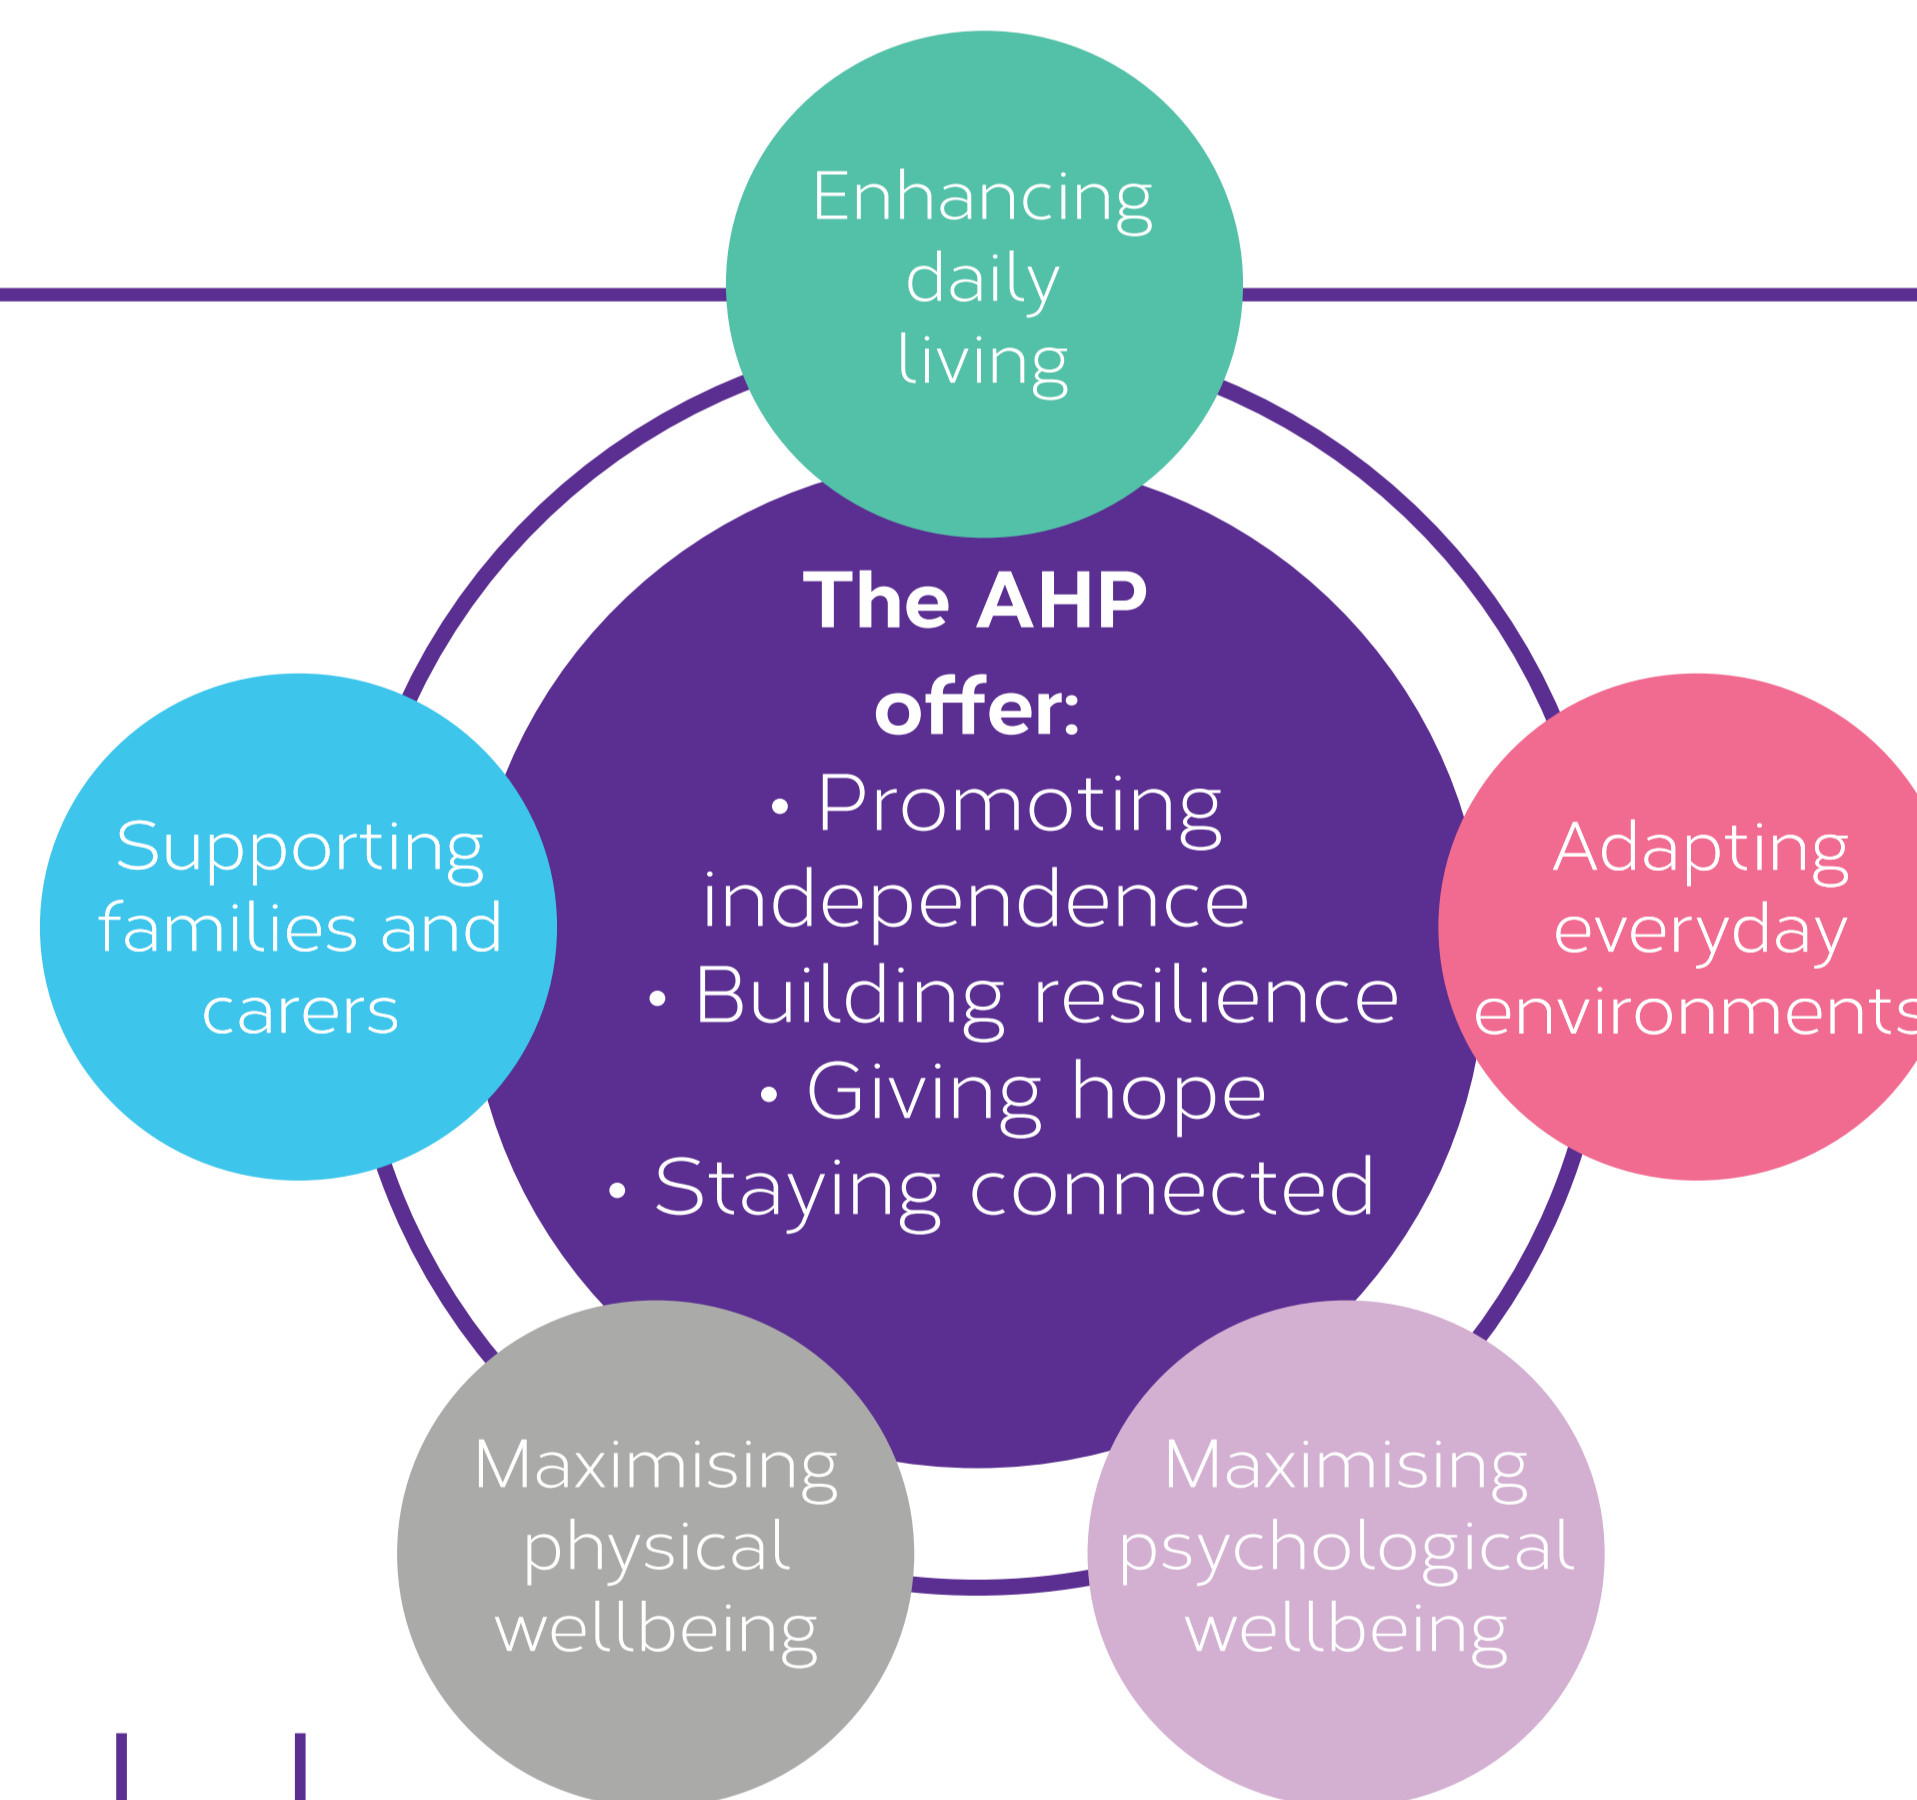 Enhancing
daily
living
The AHP
offer:
• Promoting
independence
• Building resilience
• Giving hope
• Staying connected
Supporting
families and
carers
Adapting
everyday
environments
Maximising
physical
wellbeing
Maximising
psychological
wellbeing